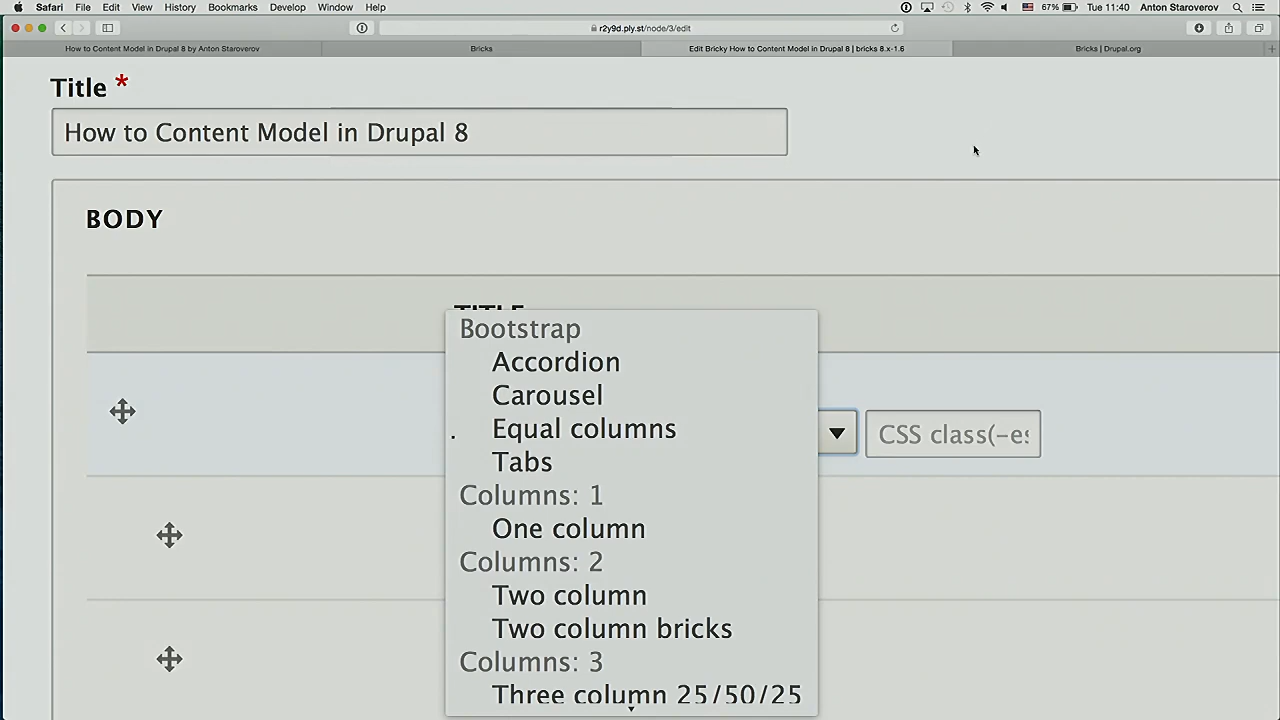 Safari File Edit View History Bookmarks Develop Window Help 67% Tue 11:40 Anton Staroverov
r2y9d.ply.st/node/3/edit
How to Content Model in Drupal 8 by Anton Staroverov Bricks Edit Bricky How to Content Model in Drupal 8 | bricks 8.x-1.6 Bricks | Drupal.org
Title *
How to Content Model in Drupal 8
BODY
TITLE
Bootstrap
Accordion
Carousel
Equal columns
CSS class(-es
Tabs
Columns: 1
One column
Columns: 2
Two column
Two column bricks
Columns: 3
Three column 25/50/25